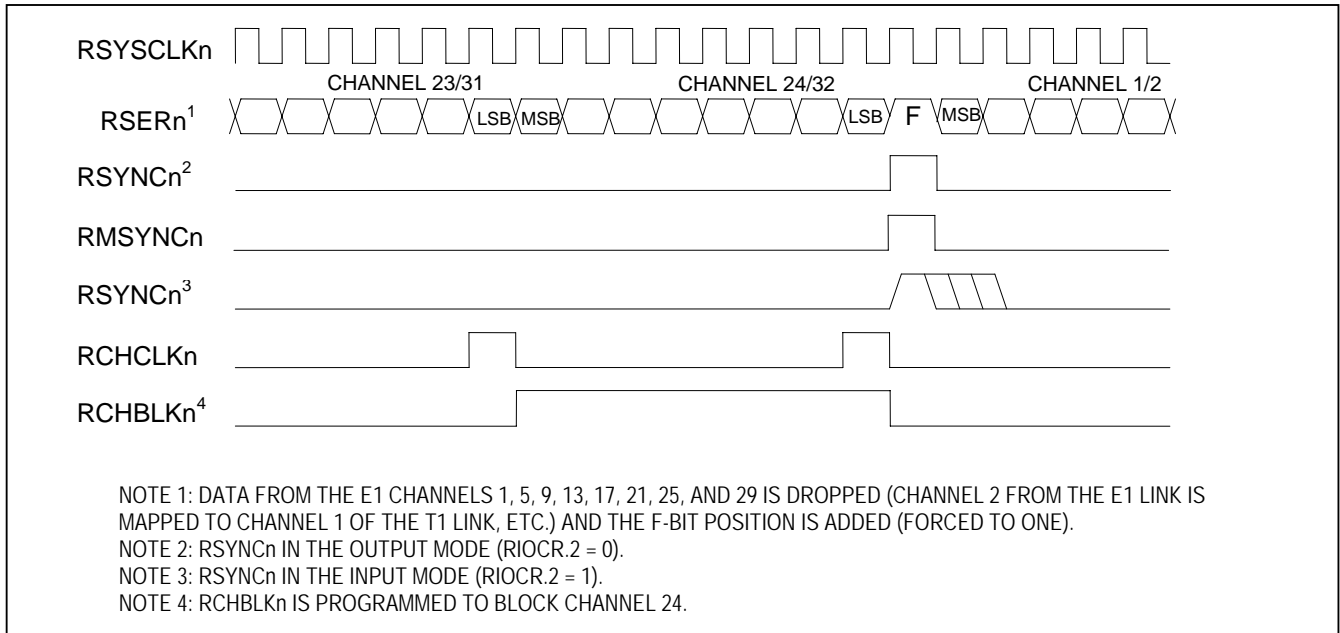 RSYSCLKn
CHANNEL 23/31 CHANNEL 24/32 CHANNEL 1/2
RSERn1 LSB MSB LSB F MSB
RSYNCn2
RMSYNCn
RSYNCn3
RCHCLKn
RCHBLKn4
NOTE 1: DATA FROM THE E1 CHANNELS 1, 5, 9, 13, 17, 21, 25, AND 29 IS DROPPED (CHANNEL 2 FROM THE E1 LINK IS
MAPPED TO CHANNEL 1 OF THE T1 LINK, ETC.) AND THE F-BIT POSITION IS ADDED (FORCED TO ONE).
NOTE 2: RSYNCn IN THE OUTPUT MODE (RIOCR.2 = 0).
NOTE 3: RSYNCn IN THE INPUT MODE (RIOCR.2 = 1).
NOTE 4: RCHBLKn IS PROGRAMMED TO BLOCK CHANNEL 24.